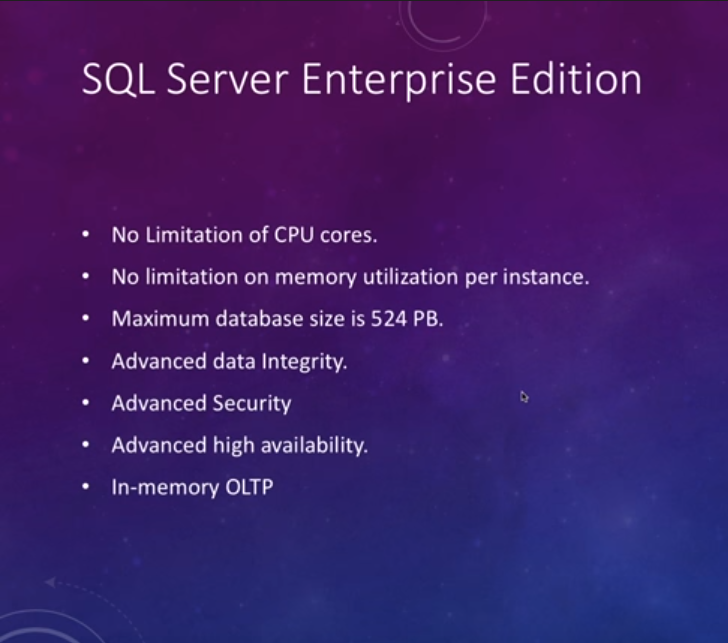 SQL Server Enterprise Edition
• No Limitation of CPU cores.
• No limitation on memory utilization per instance.
• Maximum database size is 524 PB.
• Advanced data Integrity.
• Advanced Security
• Advanced high availability.
• In-memory OLTP